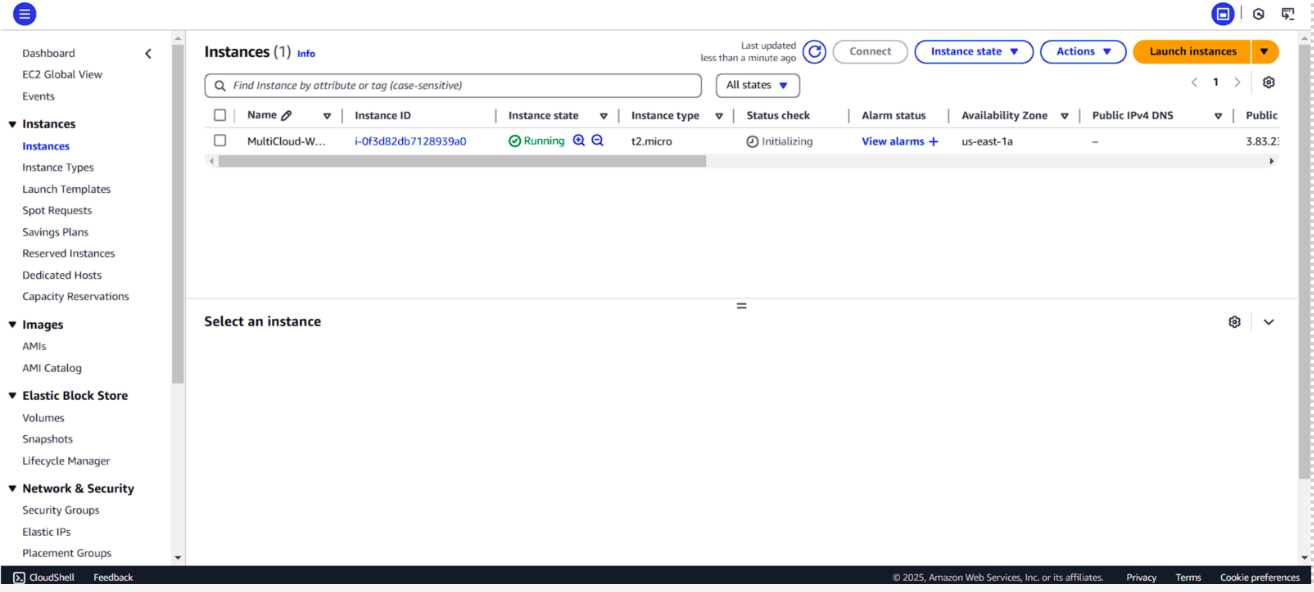 Dashboard
EC2 Global View
Events
Instances
Instances
Instance Types
Launch Templates
Spot Requests
Savings Plans
Reserved Instances
Dedicated Hosts
Capacity Reservations
Images
AMIs
AMI Catalog
Elastic Block Store
Volumes
Snapshots
Lifecycle Manager
Network & Security
Security Groups
Elastic IPs
Placement Groups
Instances (1) Info
Last updated
less than a minute ago
Connect
Instance state
Actions
Launch instances
Find Instance by attribute or tag (case-sensitive)
All states
1
Name Instance ID Instance state Instance type Status check Alarm status Availability Zone Public IPv4 DNS Public
MultiCloud-W... i-0f3d82db7128939a0 Running t2.micro Initializing View alarms + us-east-1a – 3.83.23
Select an instance
CloudShell Feedback © 2025, Amazon Web Services, Inc. or its affiliates. Privacy Terms Cookie preferences